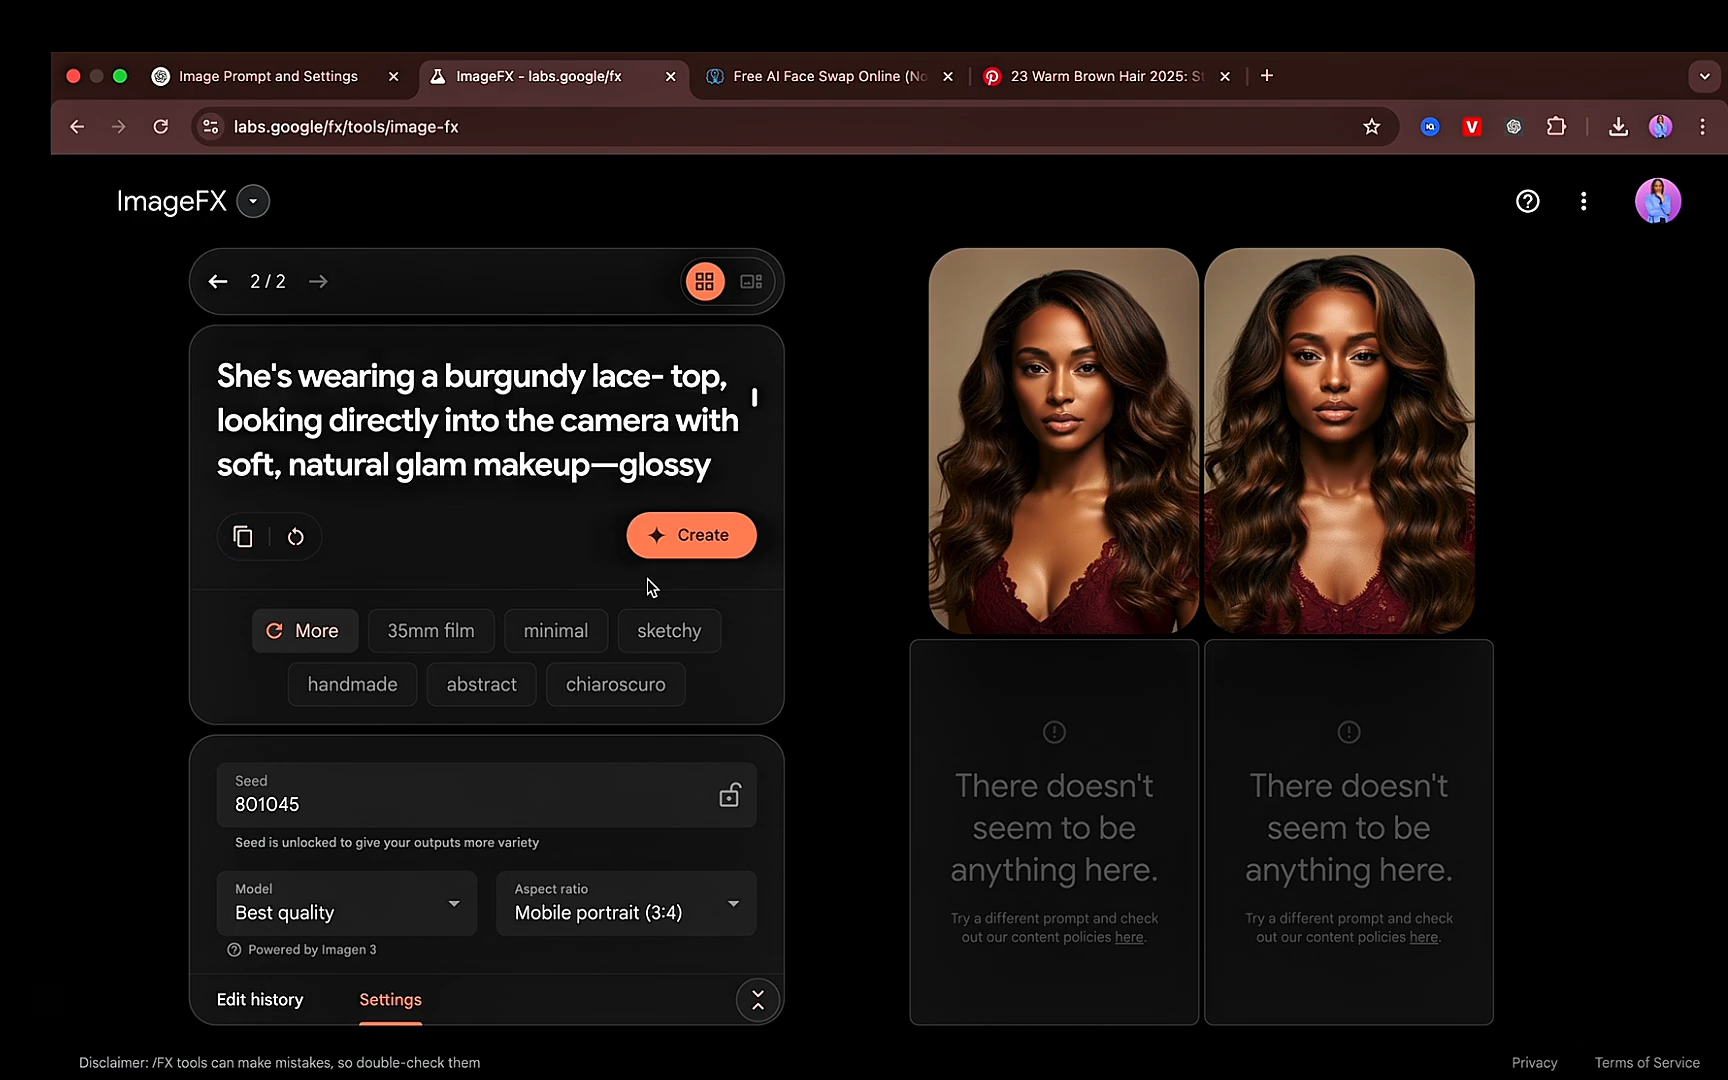 Image Prompt and Settings
ImageFX - labs.google/fx
Free AI Face Swap Online (No
23 Warm Brown Hair 2025: St
labs.google/fx/tools/image-fx
ImageFX
2 / 2
She's wearing a burgundy lace- top,
looking directly into the camera with
soft, natural glam makeup—glossy
Create
More
35mm film
minimal
sketchy
handmade
abstract
chiaroscuro
Seed
801045
Seed is unlocked to give your outputs more variety
Model
Best quality
Aspect ratio
Mobile portrait (3:4)
Powered by Imagen 3
Edit history
Settings
There doesn't
seem to be
anything here.
Try a different prompt and check
out our content policies here.
There doesn't
seem to be
anything here.
Try a different prompt and check
out our content policies here.
Disclaimer: /FX tools can make mistakes, so double-check them
Privacy
Terms of Service